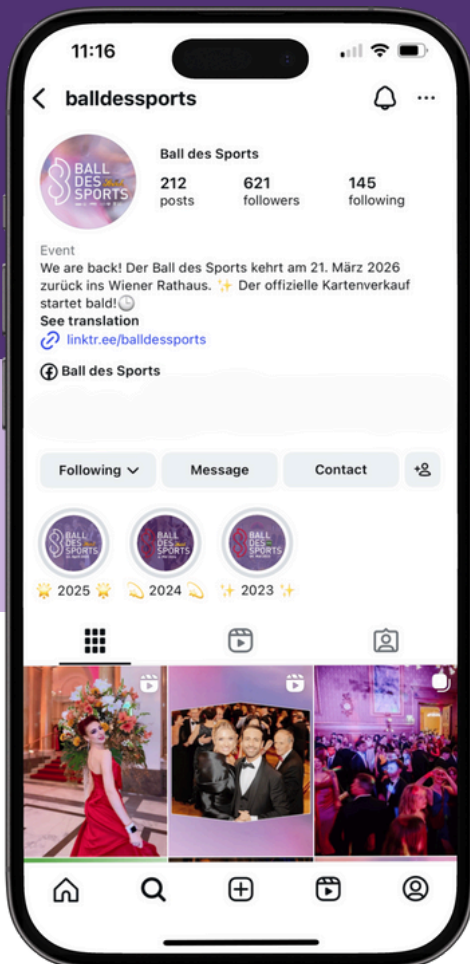 11:16
balldessports
BALL
DES
SPORTS
Ball des Sports
212 621 145
posts followers following
Event
We are back! Der Ball des Sports kehrt am 21. März 2026
zurück ins Wiener Rathaus. ✨ Der offizielle Kartenverkauf
startet bald!🕒
See translation
linktr.ee/balldessports
Ball des Sports
Following Message Contact
BALL
DES
SPORTS
BALL
DES
SPORTS
BALL
DES
SPORTS
🌟 2025 🌟 💫 2024 💫 ✨ 2023 ✨